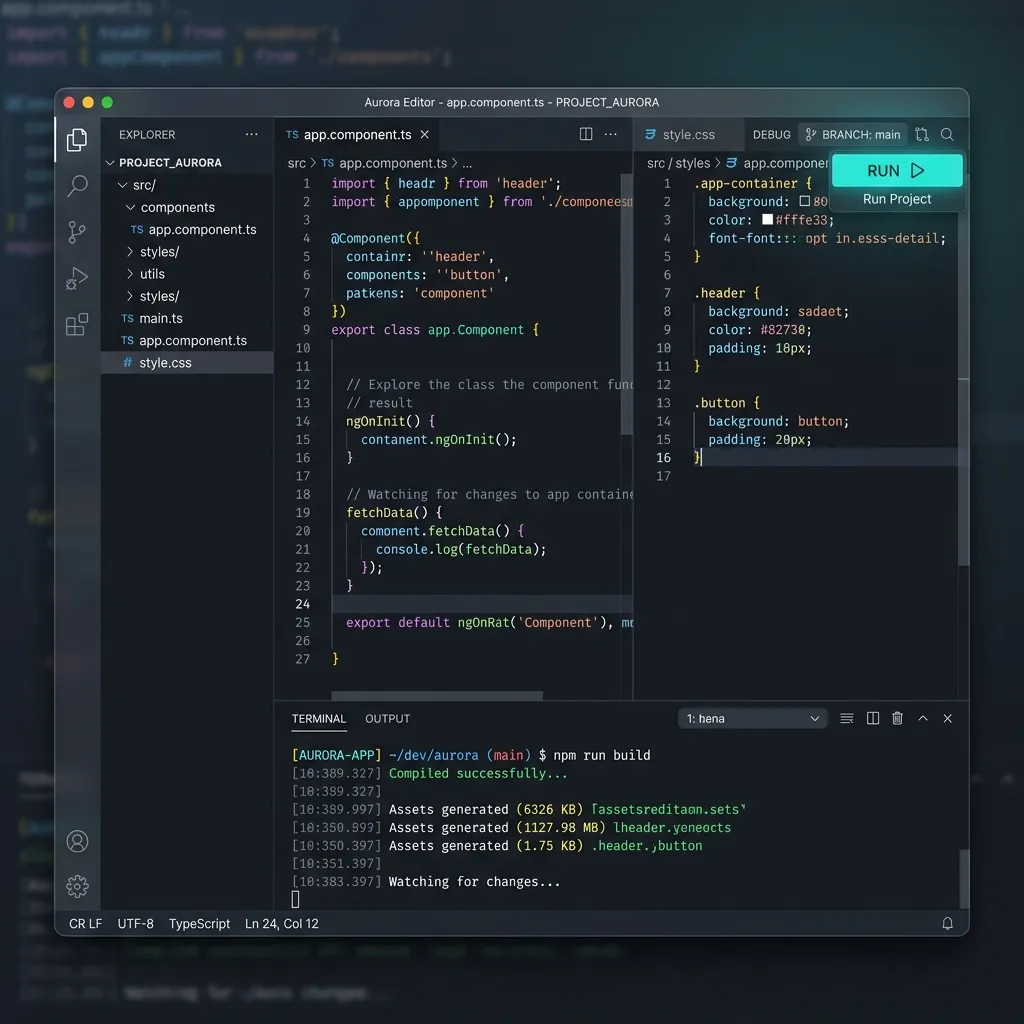 Aurora Editor - app.component.ts - PROJECT_AURORA
EXPLORER ...
PROJECT_AURORA
src/
components
TS app.component.ts
styles/
utils
styles/
TS main.ts
TS app.component.ts
# style.css
TS app.component.ts ×
src > TS app.component.ts > ...
1 import { headr } from 'header';
2 import { appomponent } from './componees
3
4 @Component({
5 containr: ''header',
6 components: ''button',
7 patkens: 'component'
8 })
9 export class app.Component {
10
11
12 // Explore the class the component func
13 // result
14 ngOnInit() {
15 contanent.ngOnInit();
16 }
17
18 // Watching for changes to app containe
19 fetchData() {
20 comonent.fetchData() {
21 console.log(fetchData);
22 });
23 }
24
25 export default ngOnRat('Component'),
26
27 }
style.css
DEBUG
BRANCH: main
src / styles > app.componen
RUN
Run Project
1 .app-container {
2 background: 80
3 color: #fffe33;
4 font-font: in.esss-detail;
5 }
6
7 .header {
8 background: sadaet;
9 color: #82730;
10 padding: 18px;
11 }
12
13 .button {
14 background: button;
15 padding: 20px;
16 }
17
TERMINAL OUTPUT
1: hena
[AURORA-APP] ~/dev/aurora (main) $ npm run build
[10:389.327] Compiled successfully...
[10:389.327]
[10:389.997] Assets generated (6326 KB)
[10:350.999] Assets generated (1127.98 MB)
[10:350.397] Assets generated (1.75 KB) .header.;button
[10:351.397]
[10:383.397] Watching for changes...
CR LF UTF-8 TypeScript Ln 24, Col 12